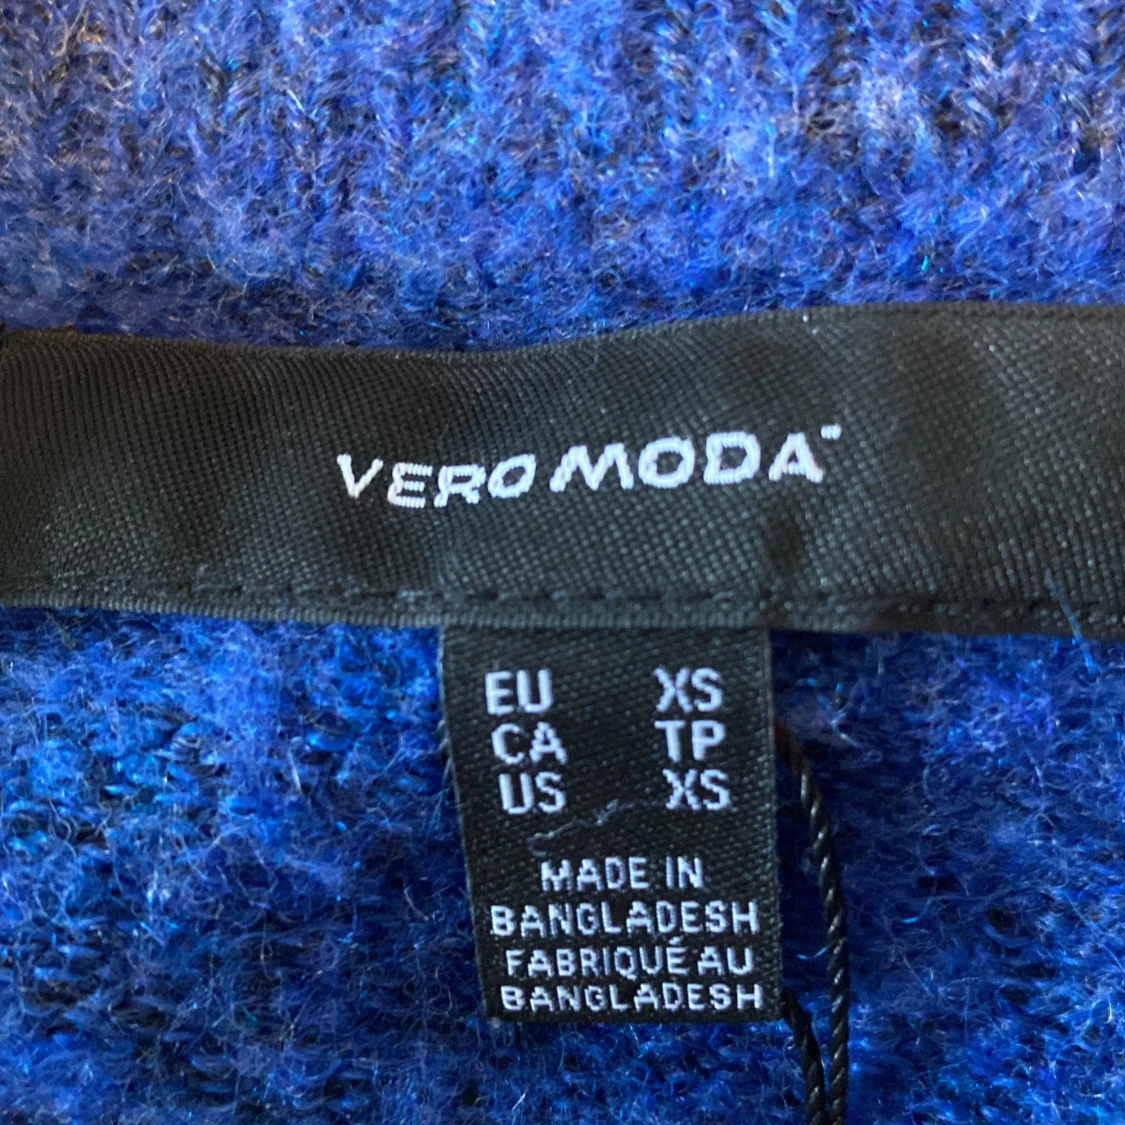 VERO MODA
EU XS
CA TP
US XS
MADE IN
BANGLADESH
FABRIQUÉ AU
BANGLADESH